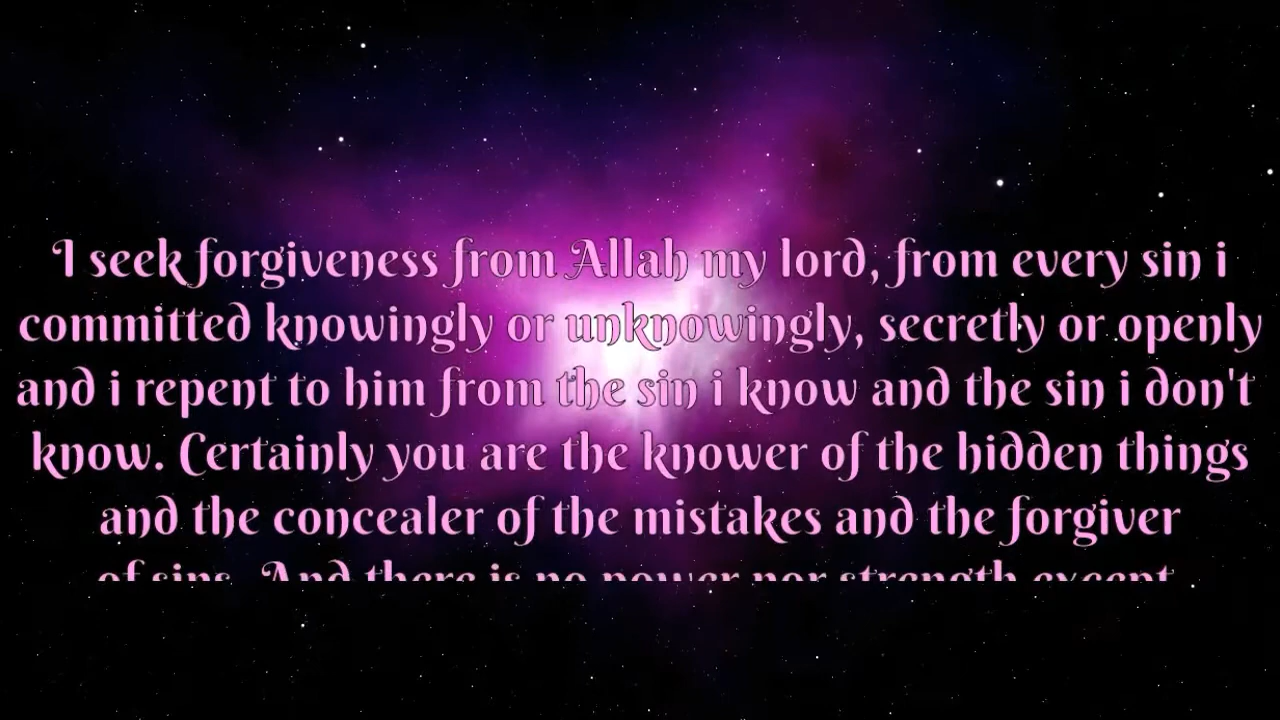 I seek forgiveness from Allah my lord, from every sin i
committed knowingly or unknowingly, secretly or openly
and i repent to him from the sin i know and the sin i don't
know. Certainly you are the knower of the hidden things
and the concealer of the mistakes and the forgiver
of sins. And there is no power nor strength except